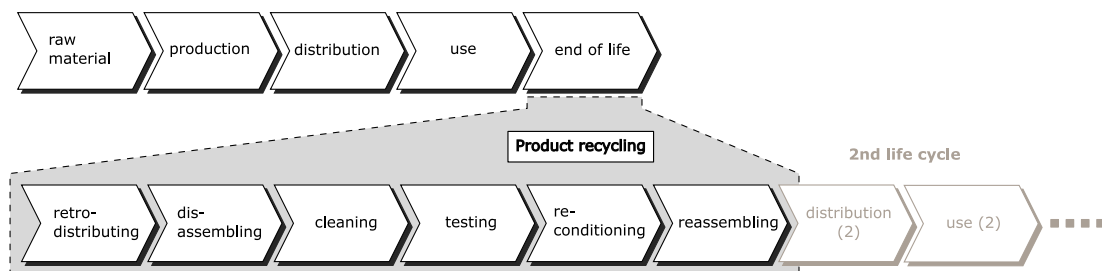 raw
material
production
distribution
use
end of life
Product recycling
2nd life cycle
retro-
distributing
dis-
assembling
cleaning
testing
re-
conditioning
reassembling
distribution
(2)
use (2)